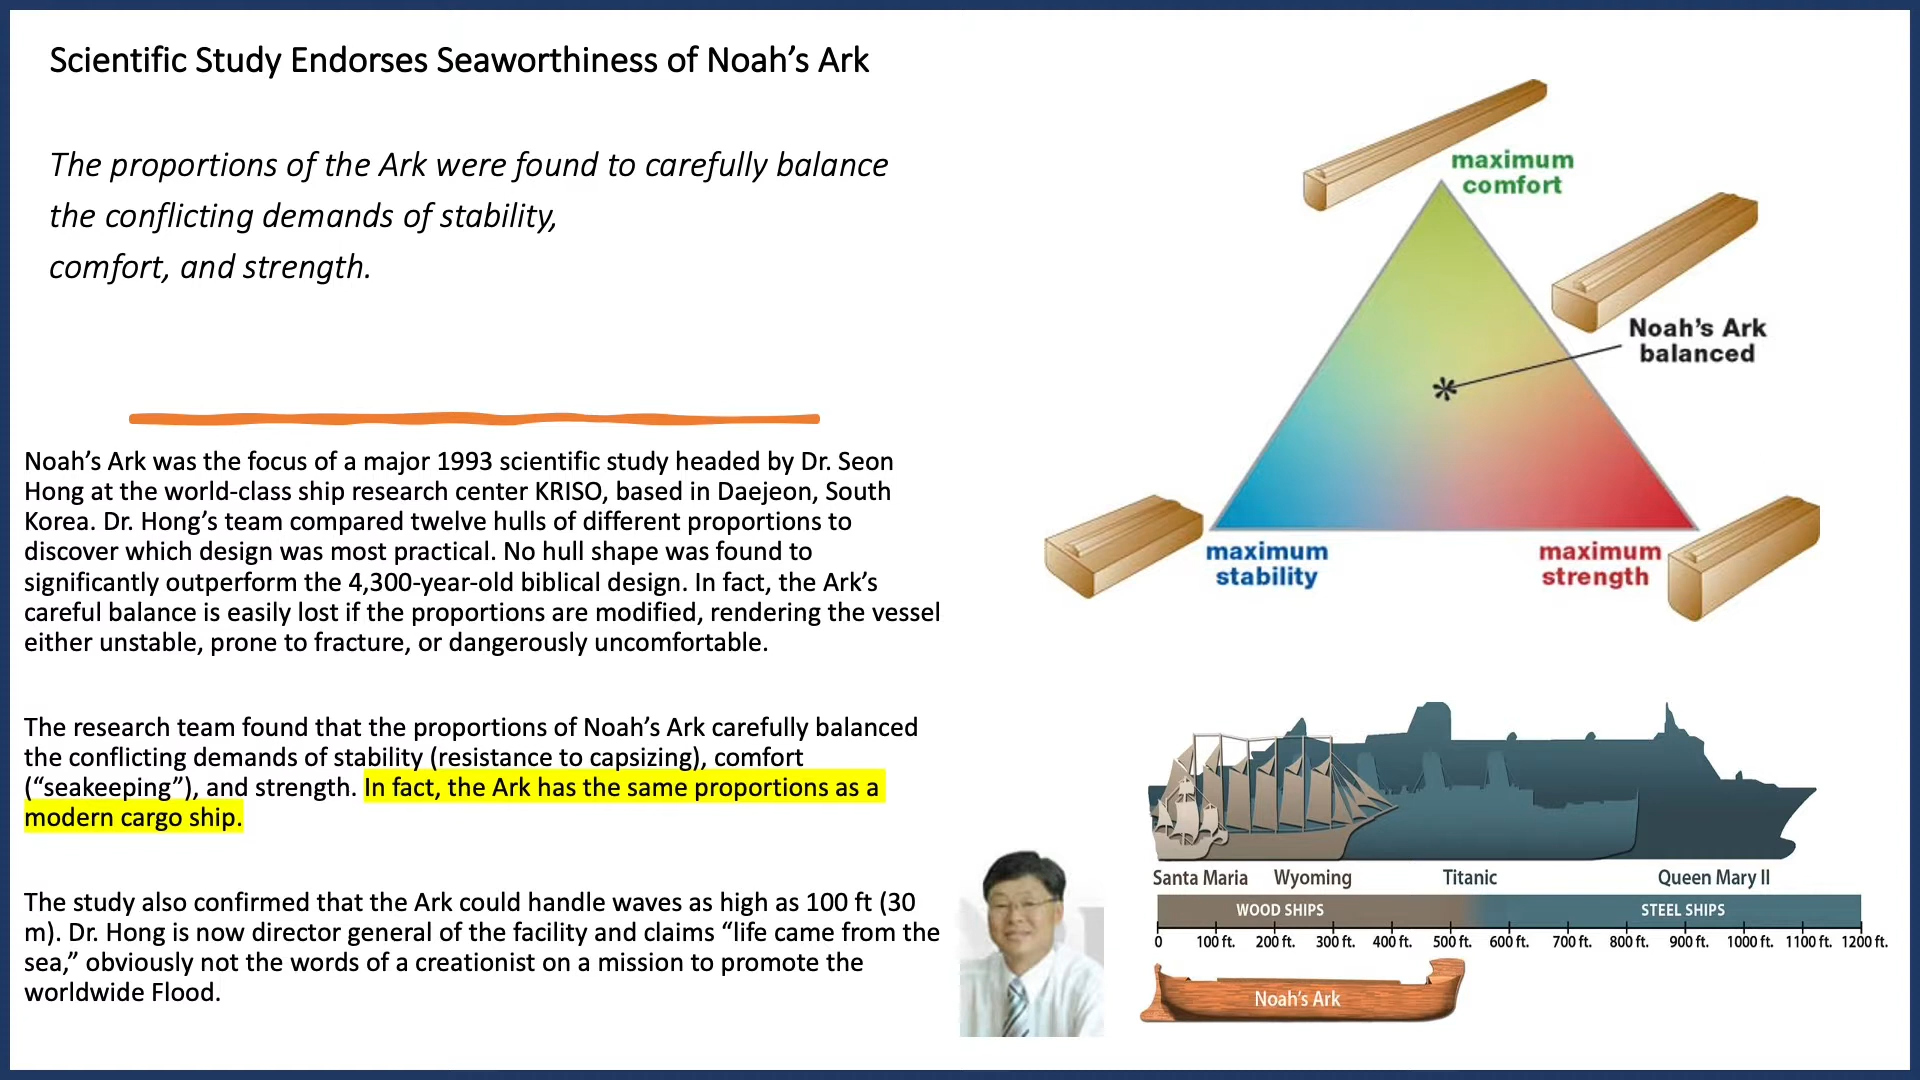 Scientific Study Endorses Seaworthiness of Noah’s Ark
The proportions of the Ark were found to carefully balance
the conflicting demands of stability,
comfort, and strength.
Noah’s Ark was the focus of a major 1993 scientific study headed by Dr. Seon
Hong at the world-class ship research center KRISO, based in Daejeon, South
Korea. Dr. Hong’s team compared twelve hulls of different proportions to
discover which design was most practical. No hull shape was found to
significantly outperform the 4,300-year-old biblical design. In fact, the Ark’s
careful balance is easily lost if the proportions are modified, rendering the vessel
either unstable, prone to fracture, or dangerously uncomfortable.
The research team found that the proportions of Noah’s Ark carefully balanced
the conflicting demands of stability (resistance to capsizing), comfort
(“seakeeping”), and strength. In fact, the Ark has the same proportions as a
modern cargo ship.
The study also confirmed that the Ark could handle waves as high as 100 ft (30
m). Dr. Hong is now director general of the facility and claims “life came from the
sea,” obviously not the words of a creationist on a mission to promote the
worldwide Flood.
maximum
comfort
Noah’s Ark
balanced
maximum
stability
maximum
strength
Santa Maria Wyoming Titanic Queen Mary II
WOOD SHIPS STEEL SHIPS
0 100 ft. 200 ft. 300 ft. 400 ft. 500 ft. 600 ft. 700 ft. 800 ft. 900 ft. 1000 ft. 1100 ft. 1200 ft.
Noah’s Ark